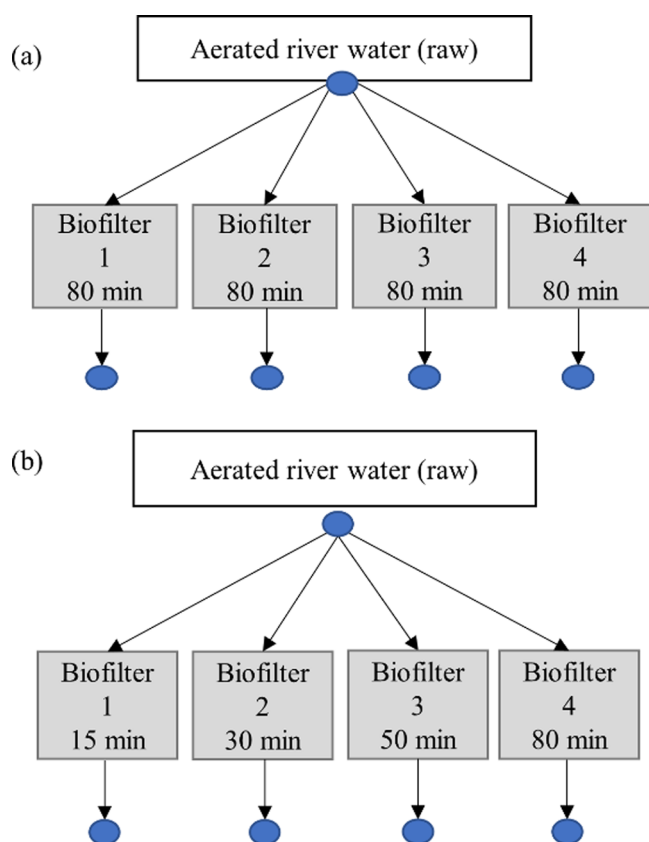 (a)
Aerated river water (raw)
Biofilter
1
80 min
Biofilter
2
80 min
Biofilter
3
80 min
Biofilter
4
80 min
(b)
Aerated river water (raw)
Biofilter
1
15 min
Biofilter
2
30 min
Biofilter
3
50 min
Biofilter
4
80 min